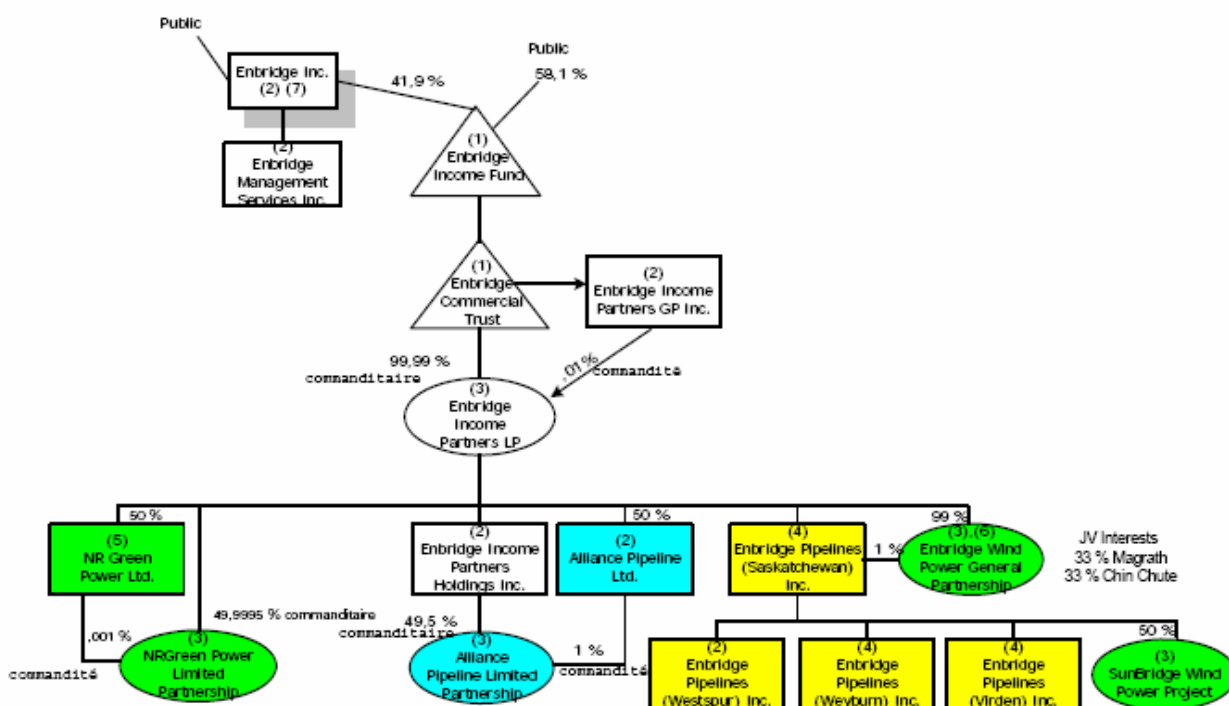 Public
Enbridge Inc.
(2) (7)
41,9 %
Public
58,1 %
(2)
Enbridge
Management
Services Inc.
(1)
Enbridge
Income Fund
(1)
Enbridge
Commercial
Trust
(2)
Enbridge Income
Partners GP Inc.
99,99 %
commanditaire
,01%
commandité
(3)
Enbridge
Income
Partners LP
50 %
50 %
99 %
(5)
NR Green
Power Ltd.
(2)
Enbridge Income
Partners
Holdings Inc.
(2)
Alliance Pipeline
Ltd.
(4)
Enbridge Pipelines
(Saskatchewan)
Inc.
1 %
(3),(6)
Enbridge Wind
Power General
Partnership
JV Interests
33 % Magrath
33 % Chin Chute
,001 %
commandité
49,9995 % commanditaire
(3)
NRGreen Power
Limited
Partnership
49,5 %
commanditaire
(3)
Alliance
Pipeline Limited
Partnership
1 %
commandité
50 %
(2)
Enbridge
Pipelines
(Westspur) Inc.
(4)
Enbridge
Pipelines
(Weyburn) Inc.
(4)
Enbridge
Pipelines
(Virden) Inc.
(3)
SunBridge Wind
Power Project